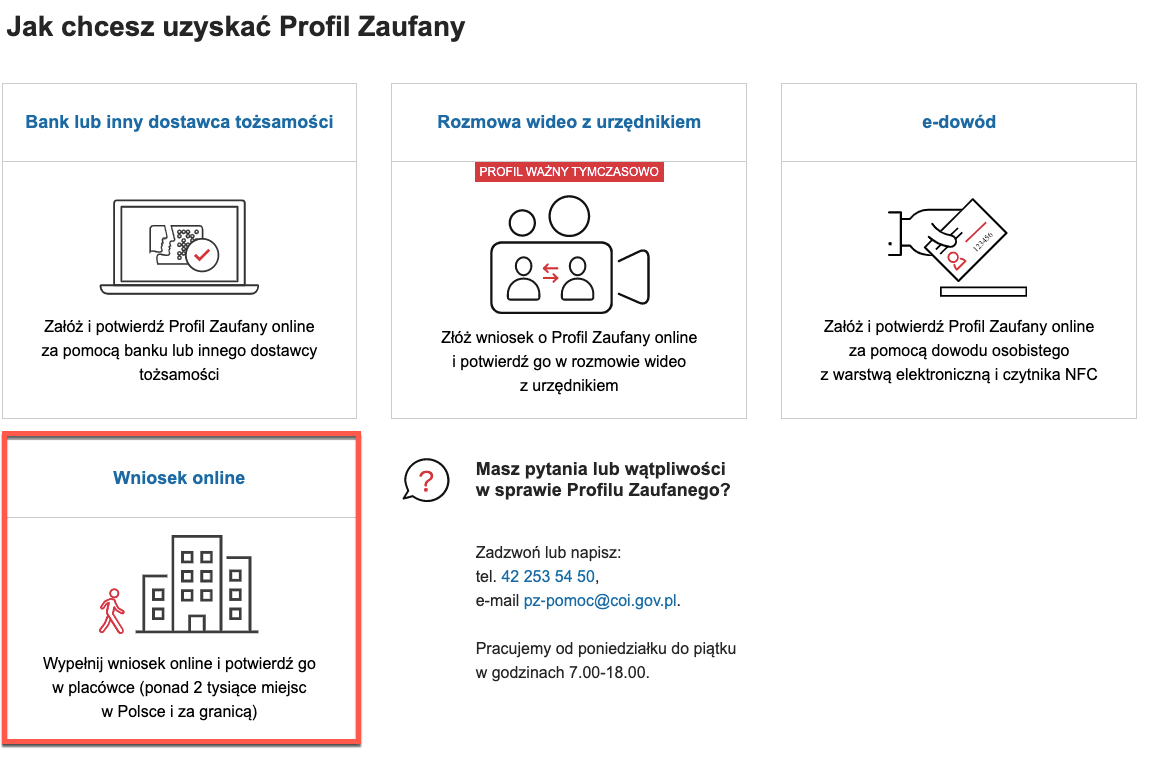 Jak chcesz uzyskać Profil Zaufany
Bank lub inny dostawca tożsamości
Załóż i potwierdź Profil Zaufany online
za pomocą banku lub innego dostawcy
tożsamości
Rozmowa wideo z urzędnikiem
PROFIL WAŻNY TYMCZASOWO
Złóż wniosek o Profil Zaufany online
i potwierdź go w rozmowie wideo
z urzędnikiem
e-dowód
123456
Załóż i potwierdź Profil Zaufany online
za pomocą dowodu osobistego
z warstwą elektroniczną i czytnika NFC
Wniosek online
Wypełnij wniosek online i potwierdź go
w placówce (ponad 2 tysiące miejsc
w Polsce i za granicą)
?
Masz pytania lub wątpliwości
w sprawie Profilu Zaufanego?
Zadzwoń lub napisz:
tel. 42 253 54 50,
e-mail pz-pomoc@coi.gov.pl.
Pracujemy od poniedziałku do piątku
w godzinach 7.00-18.00.